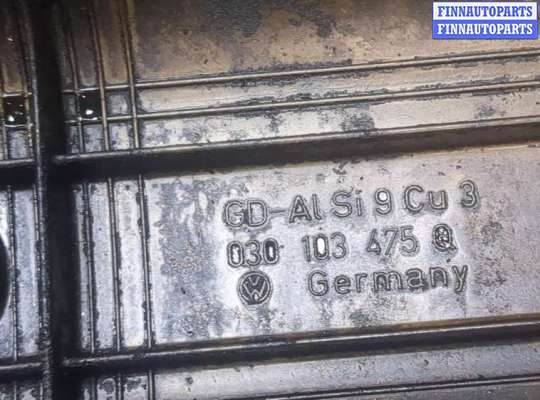 FINNAUTOPARTS
FINNAUTOPARTS
GD-AlSi9Cu3
030 103 475
Germany